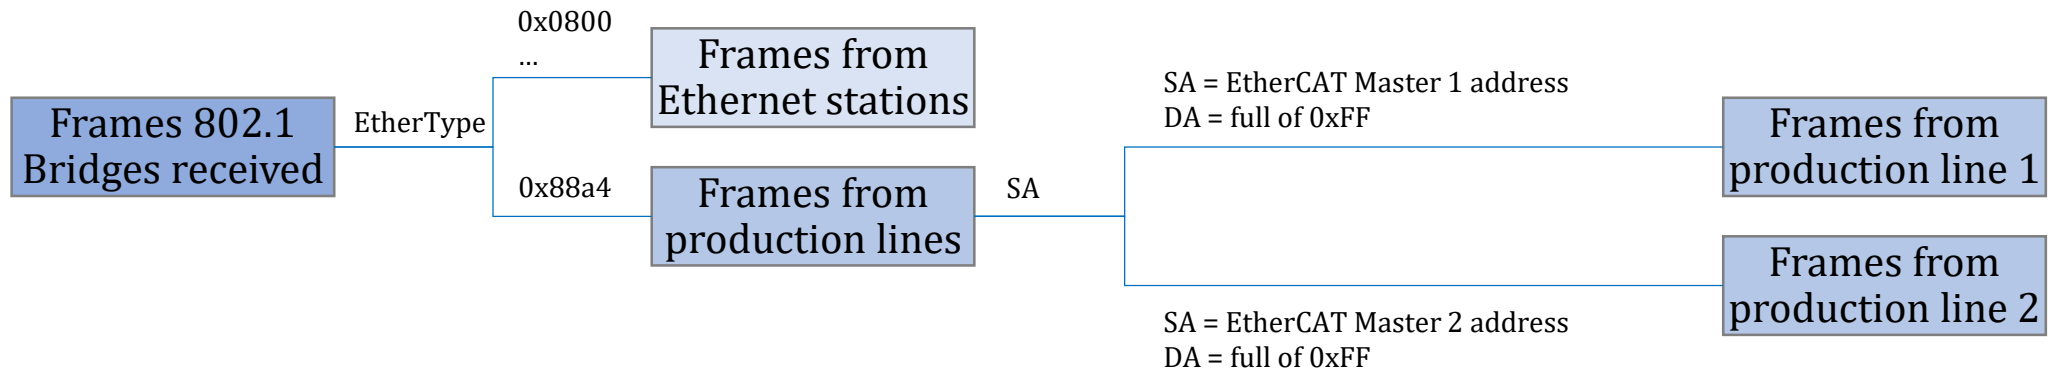 Frames 802.1
Bridges received
EtherType
0x0800
...
Frames from
Ethernet stations
0x88a4
Frames from
production lines
SA
SA = EtherCAT Master 1 address
DA = full of 0xFF
Frames from
production line 1
SA = EtherCAT Master 2 address
DA = full of 0xFF
Frames from
production line 2